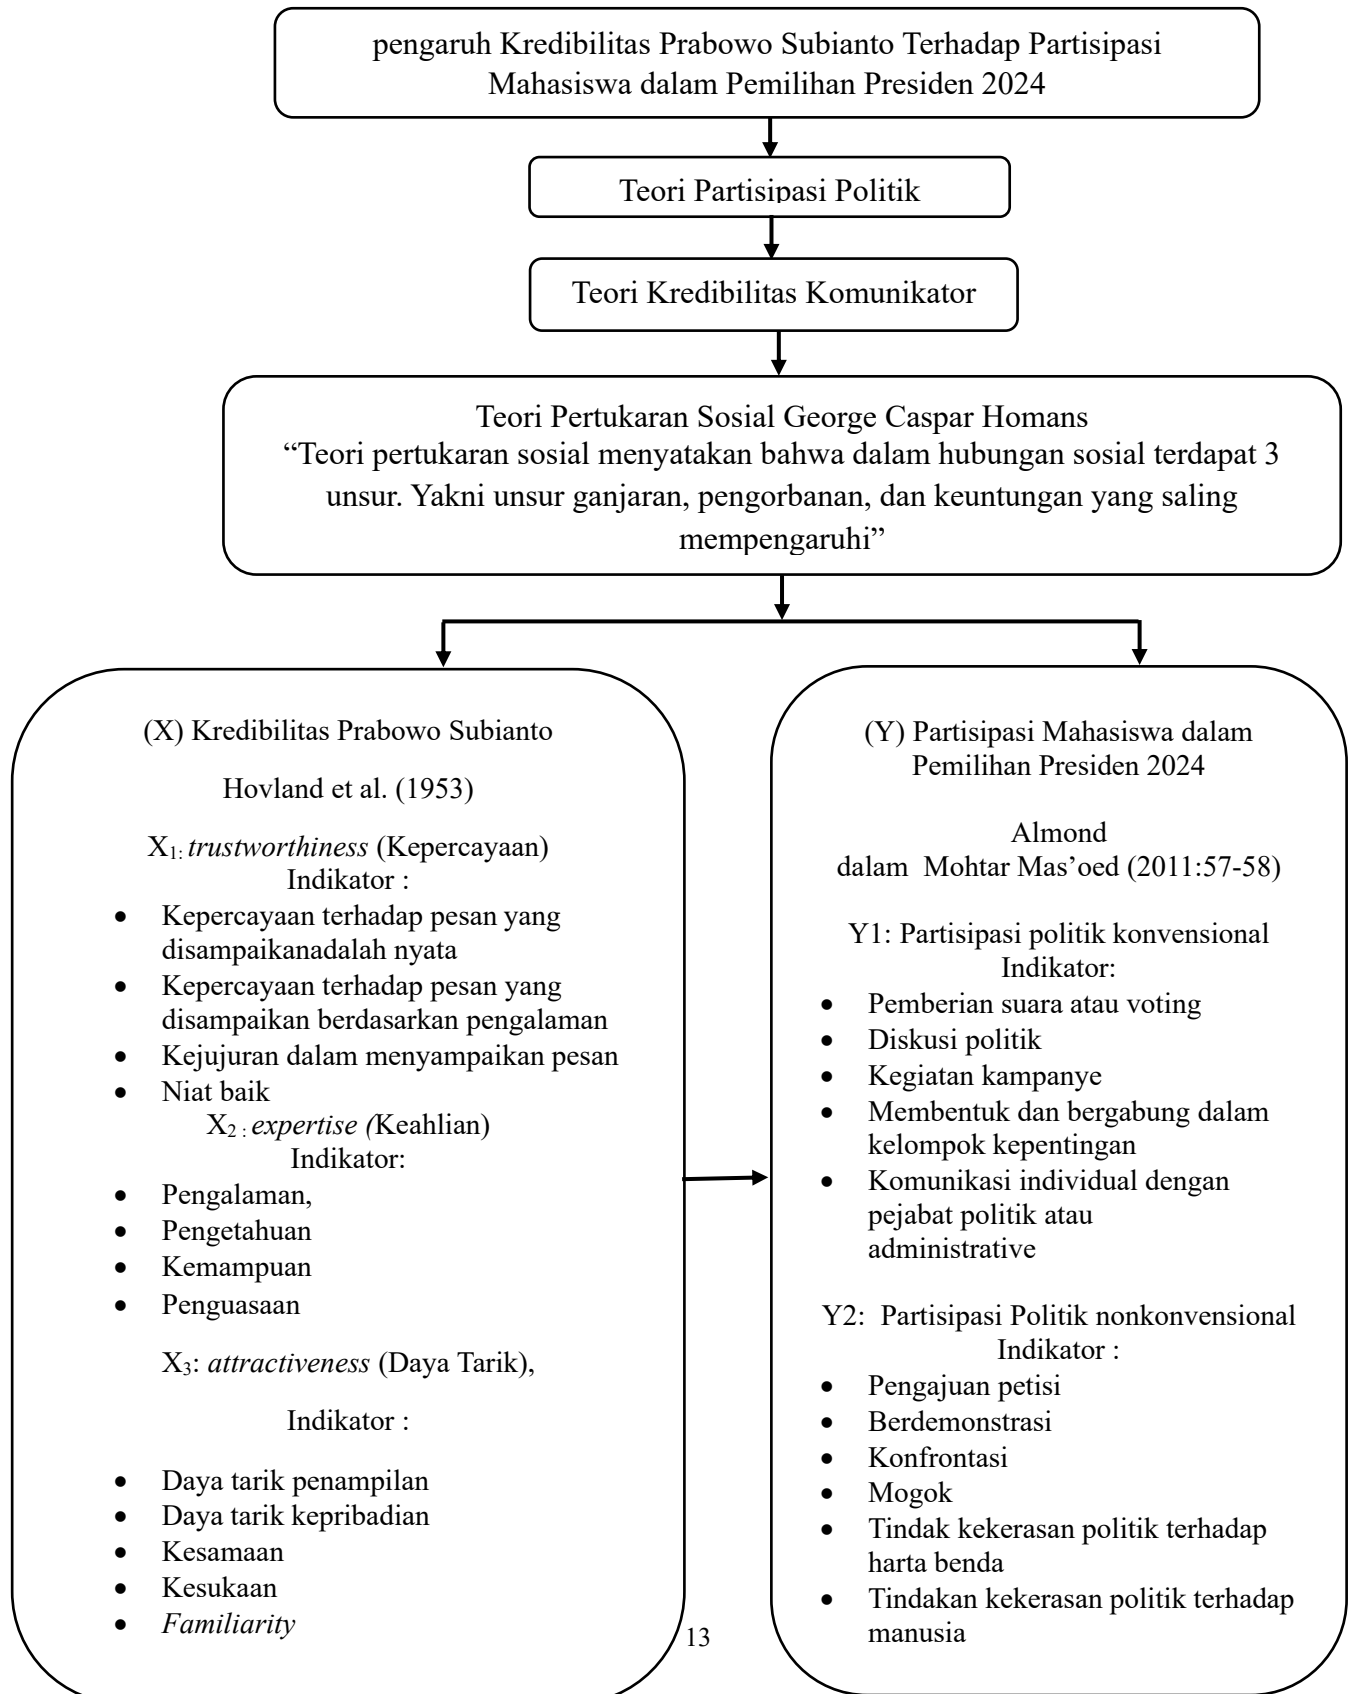 pengaruh Kredibilitas Prabowo Subianto Terhadap Partisipasi
Mahasiswa dalam Pemilihan Presiden 2024
Teori Partisipasi Politik
Teori Kredibilitas Komunikator
Teori Pertukaran Sosial George Caspar Homans
“Teori pertukaran sosial menyatakan bahwa dalam hubungan sosial terdapat 3
unsur. Yakni unsur ganjaran, pengorbanan, dan keuntungan yang saling
mempengaruhi”
(X) Kredibilitas Prabowo Subianto
Hovland et al. (1953)
X1: trustworthiness (Kepercayaan)
Indikator :
• Kepercayaan terhadap pesan yang
disampaikanadalah nyata
• Kepercayaan terhadap pesan yang
disampaikan berdasarkan pengalaman
• Kejujuran dalam menyampaikan pesan
• Niat baik
X2 : expertise (Keahlian)
Indikator:
• Pengalaman,
• Pengetahuan
• Kemampuan
• Penguasaan
X3: attractiveness (Daya Tarik),
Indikator :
• Daya tarik penampilan
• Daya tarik kepribadian
• Kesamaan
• Kesukaan
• Familiarity
(Y) Partisipasi Mahasiswa dalam
Pemilihan Presiden 2024
Almond
dalam Mohtar Mas’oed (2011:57-58)
Y1: Partisipasi politik konvensional
Indikator:
• Pemberian suara atau voting
• Diskusi politik
• Kegiatan kampanye
• Membentuk dan bergabung dalam
kelompok kepentingan
• Komunikasi individual dengan
pejabat politik atau
administrative
Y2: Partisipasi Politik nonkonvensional
Indikator :
• Pengajuan petisi
• Berdemonstrasi
• Konfrontasi
• Mogok
• Tindak kekerasan politik terhadap
harta benda
• Tindakan kekerasan politik terhadap
manusia
13